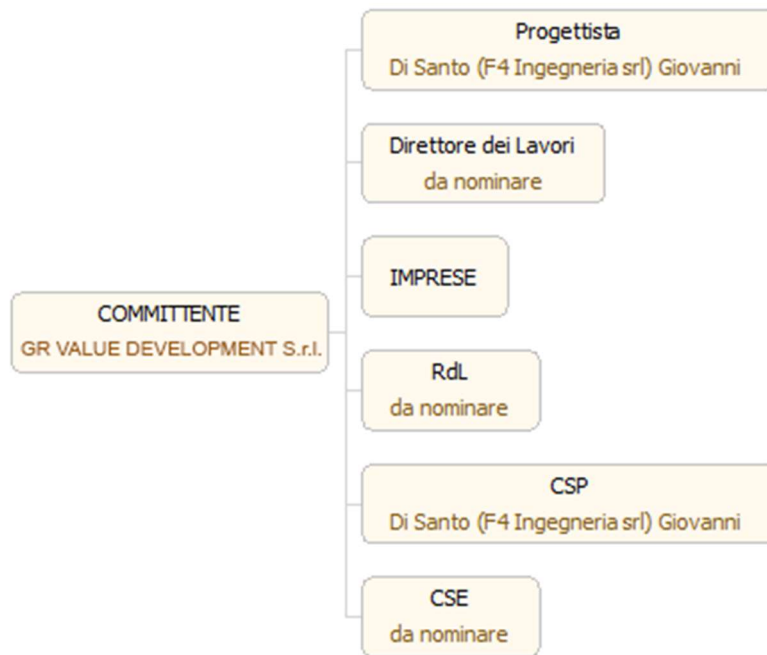 Progettista
Di Santo (F4 Ingegneria srl) Giovanni
Direttore dei Lavori
da nominare
IMPRESE
COMMITTENTE
GR VALUE DEVELOPMENT S.r.l.
RdL
da nominare
CSP
Di Santo (F4 Ingegneria srl) Giovanni
CSE
da nominare